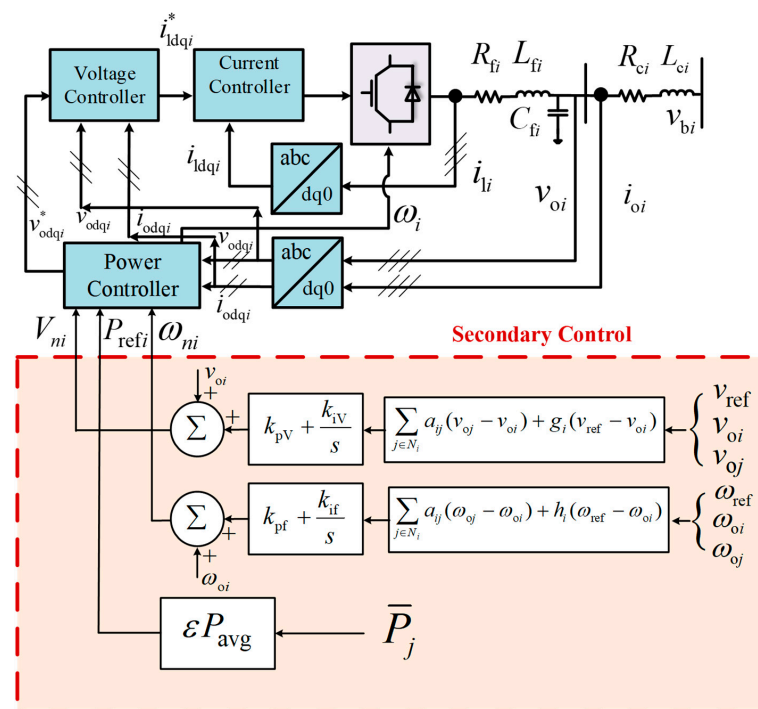 i*ldqi
Voltage
Controller
Current
Controller
Rfi Lfi
Rci Lci
Cfi
vbi
ildqi
abc
dq0
ili
voi
ioi
v*odqi
vodqi
iodqi
vodqi
ωi
Power
Controller
abc
dq0
iodqi
Vni Prefi ωni
Secondary Control
voi
+
+
Σ
kpV + kiV/s
∑j∈Ni aij(voj − voi) + gi(vref − voi)
{
vref
voi
voj
Σ
+
+
ωoi
kpf + kif/s
∑j∈Ni aij(ωoj − ωoi) + hi(ωref − ωoi)
{
ωref
ωoi
ωoj
εPavg
P̅j